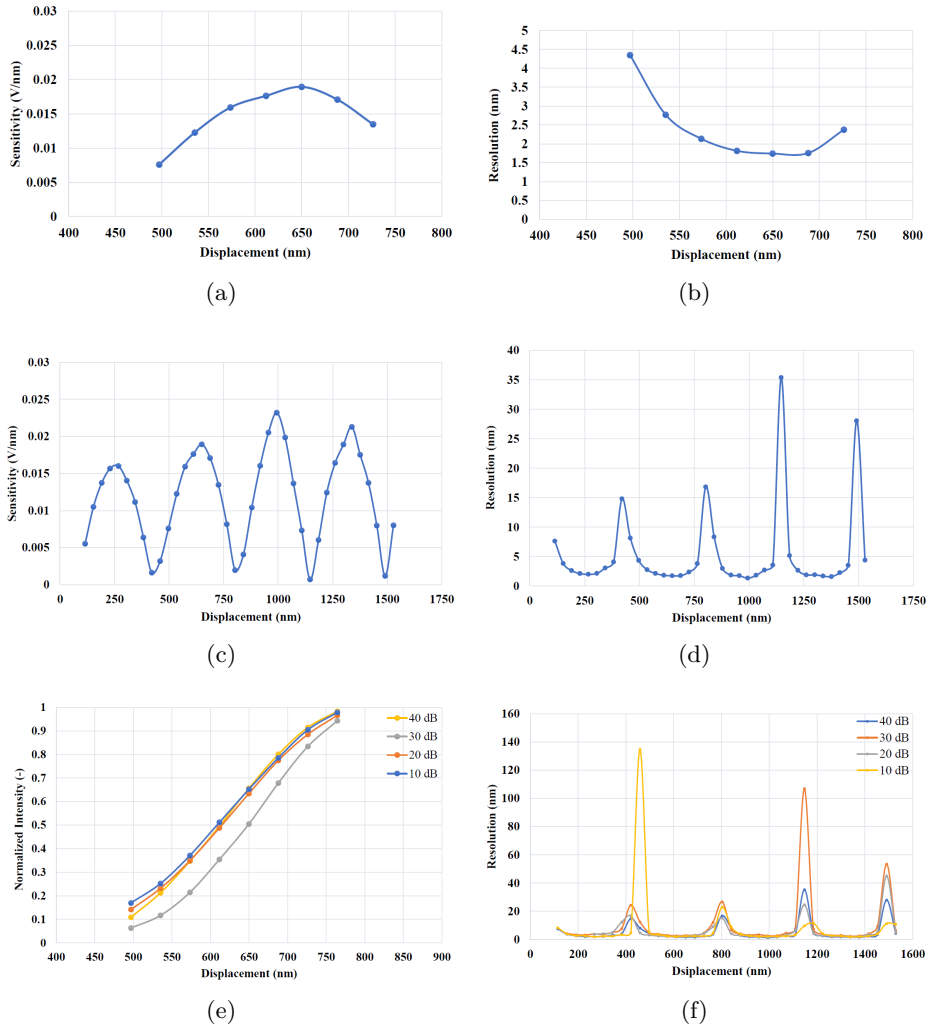 0.03
0.025
0.02
0.015
0.01
0.005
0
Sensitivity (V/nm)
400 450 500 550 600 650 700 750 800
Displacement (nm)
(a)
5
4.5
4
3.5
3
2.5
2
1.5
1
0.5
0
Resolution (nm)
400 450 500 550 600 650 700 750 800
Displacement (nm)
(b)
0.03
0.025
0.02
0.015
0.01
0.005
0
Sensitivity (V/nm)
0 250 500 750 1000 1250 1500 1750
Displacement (nm)
(c)
40
35
30
25
20
15
10
5
0
Resolution (nm)
0 250 500 750 1000 1250 1500 1750
Displacement (nm)
(d)
1
0.9
0.8
0.7
0.6
0.5
0.4
0.3
0.2
0.1
0
Normalized Intensity (-)
40 dB
30 dB
20 dB
10 dB
400 450 500 550 600 650 700 750 800 850 900
Displacement (nm)
(e)
160
140
120
100
80
60
40
20
0
Resolution (nm)
40 dB
30 dB
20 dB
10 dB
0 200 400 600 800 1000 1200 1400 1600
Dsiplacement (nm)
(f)